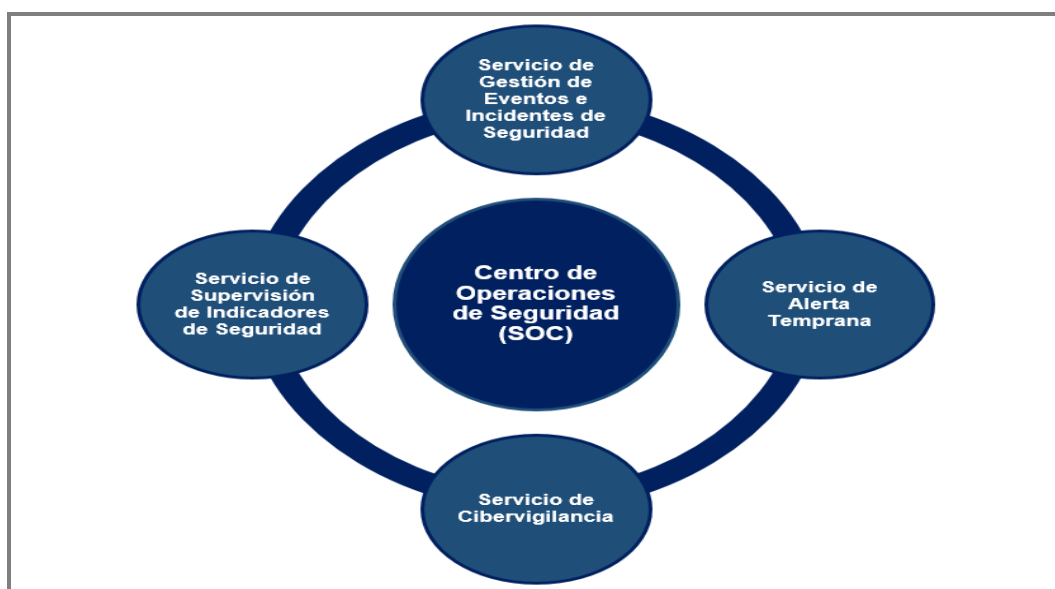 Servicio de
Gestión de
Eventos e
Incidentes de
Seguridad
Servicio de
Supervisión
de Indicadores
de Seguridad
Centro de
Operaciones
de Seguridad
(SOC)
Servicio de
Alerta
Temprana
Servicio de
Cibervigilancia